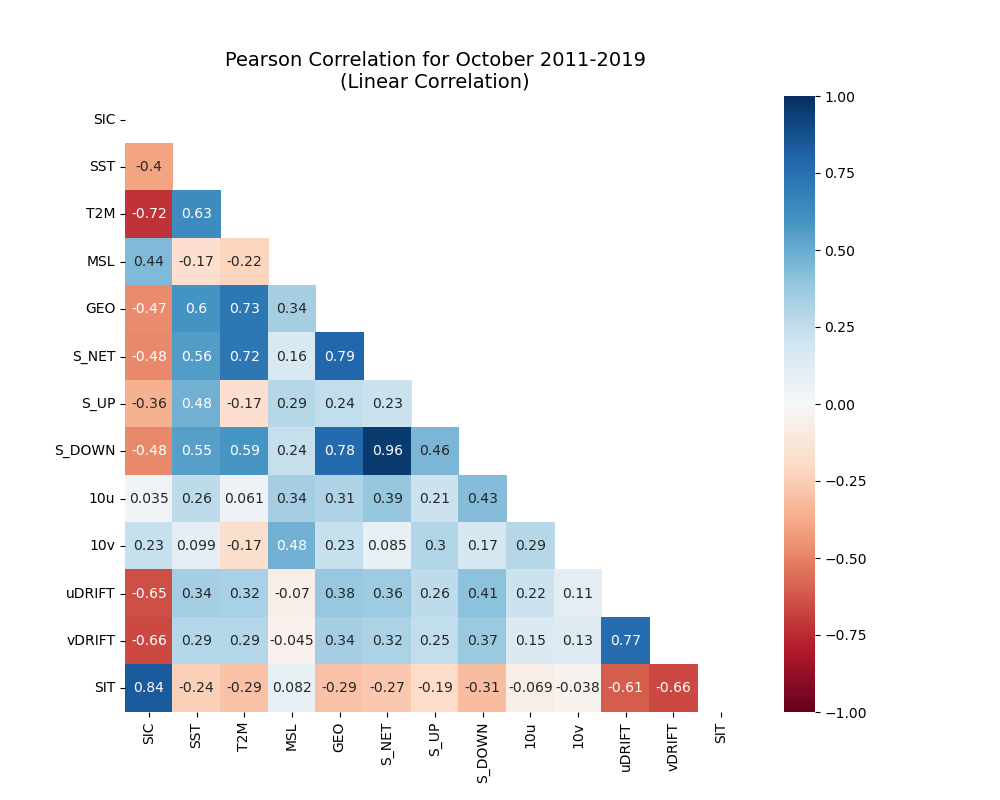 Pearson Correlation for October 2011-2019
(Linear Correlation)
SIC
SST -0.4
T2M -0.72 0.63
MSL 0.44 -0.17 -0.22
GEO -0.47 0.6 0.73 0.34
S_NET -0.48 0.56 0.72 0.16 0.79
S_UP -0.36 0.48 -0.17 0.29 0.24 0.23
S_DOWN -0.48 0.55 0.59 0.24 0.78 0.96 0.46
10u 0.035 0.26 0.061 0.34 0.31 0.39 0.21 0.43
10v 0.23 0.099 -0.17 0.48 0.23 0.085 0.3 0.17 0.29
uDRIFT -0.65 0.34 0.32 -0.07 0.38 0.36 0.26 0.41 0.22 0.11
vDRIFT -0.66 0.29 0.29 -0.045 0.34 0.32 0.25 0.37 0.15 0.13 0.77
SIT 0.84 -0.24 -0.29 0.082 -0.29 -0.27 -0.19 -0.31 -0.069 -0.038 -0.61 -0.66
SIC SST T2M MSL GEO S_NET S_UP S_DOWN 10u 10v uDRIFT vDRIFT SIT
1.00
0.75
0.50
0.25
0.00
−0.25
−0.50
−0.75
−1.00